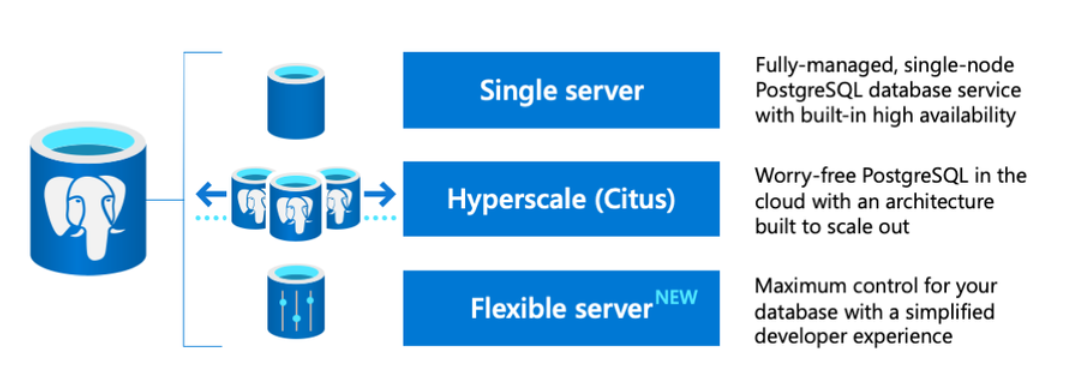 Single server
Fully-managed, single-node
PostgreSQL database service
with built-in high availability
Hyperscale (Citus)
Worry-free PostgreSQL in the
cloud with an architecture
built to scale out
Flexible server NEW
Maximum control for your
database with a simplified
developer experience